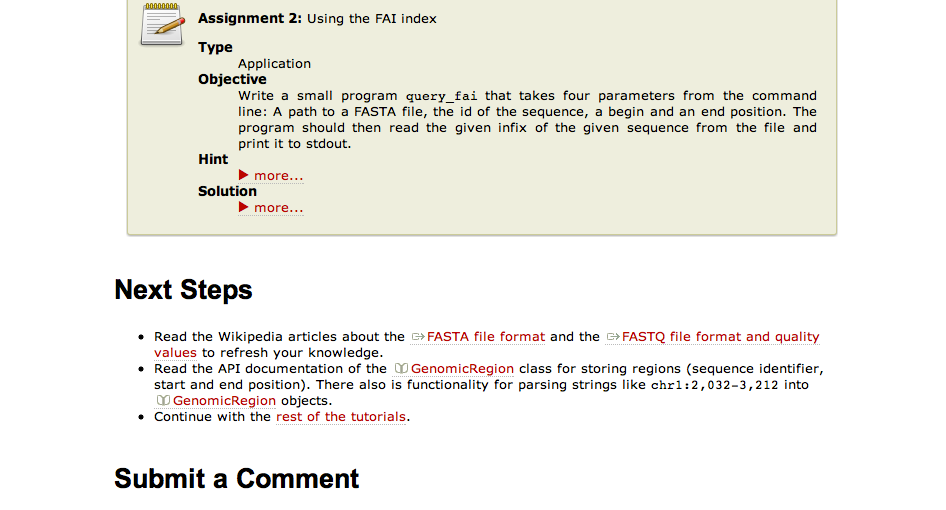 Assignment 2: Using the FAI index
Type
Application
Objective
Write a small program query_fai that takes four parameters from the command
line: A path to a FASTA file, the id of the sequence, a begin and an end position. The
program should then read the given infix of the given sequence from the file and
print it to stdout.
Hint
more...
Solution
more...
Next Steps
Read the Wikipedia articles about the FASTA file format and the FASTQ file format and quality
values to refresh your knowledge.
Read the API documentation of the GenomicRegion class for storing regions (sequence identifier,
start and end position). There also is functionality for parsing strings like chr1:2,032-3,212 into
GenomicRegion objects.
Continue with the rest of the tutorials.
Submit a Comment